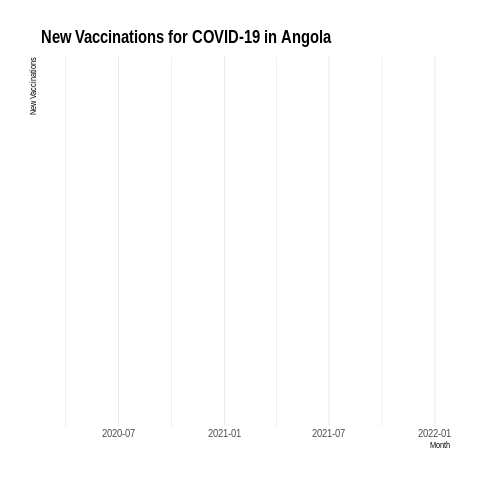 New Vaccinations for COVID-19 in Angola
New Vaccinations
2020-07
2021-01
2021-07
2022-01
Month